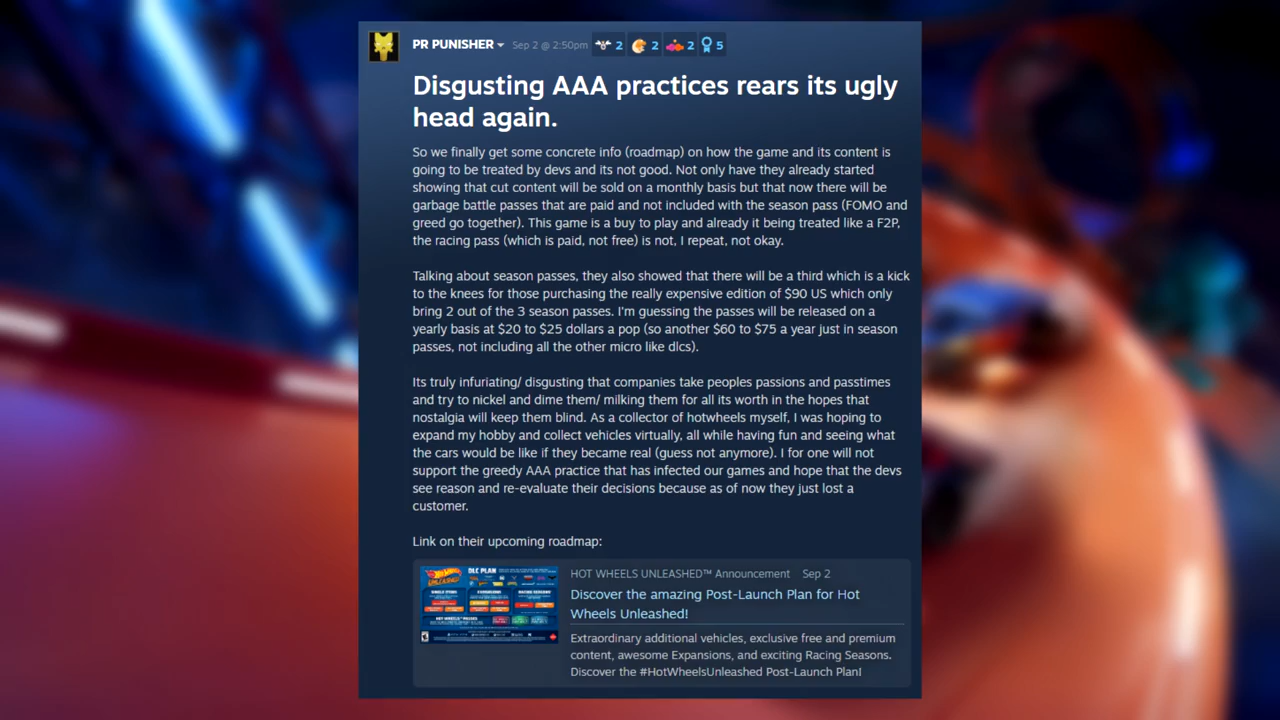 PR PUNISHER Sep 2 @ 2:50pm 2 2 2 5
Disgusting AAA practices rears its ugly
head again.
So we finally get some concrete info (roadmap) on how the game and its content is
going to be treated by devs and its not good. Not only have they already started
showing that cut content will be sold on a monthly basis but that now there will be
garbage battle passes that are paid and not included with the season pass (FOMO and
greed go together). This game is a buy to play and already it being treated like a F2P,
the racing pass (which is paid, not free) is not, I repeat, not okay.
Talking about season passes, they also showed that there will be a third which is a kick
to the knees for those purchasing the really expensive edition of $90 US which only
bring 2 out of the 3 season passes. I'm guessing the passes will be released on a
yearly basis at $20 to $25 dollars a pop (so another $60 to $75 a year just in season
passes, not including all the other micro like dlcs).
Its truly infuriating/ disgusting that companies take peoples passions and passtimes
and try to nickel and dime them/ milking them for all its worth in the hopes that
nostalgia will keep them blind. As a collector of hotwheels myself, I was hoping to
expand my hobby and collect vehicles virtually, all while having fun and seeing what
the cars would be like if they became real (guess not anymore). I for one will not
support the greedy AAA practice that has infected our games and hope that the devs
see reason and re-evaluate their decisions because as of now they just lost a
customer.
Link on their upcoming roadmap:
HOT WHEELS UNLEASHED™ Announcement Sep 2
Discover the amazing Post-Launch Plan for Hot
Wheels Unleashed!
Extraordinary additional vehicles, exclusive free and premium
content, awesome Expansions, and exciting Racing Seasons.
Discover the #HotWheelsUnleashed Post-Launch Plan!
DLC PLAN